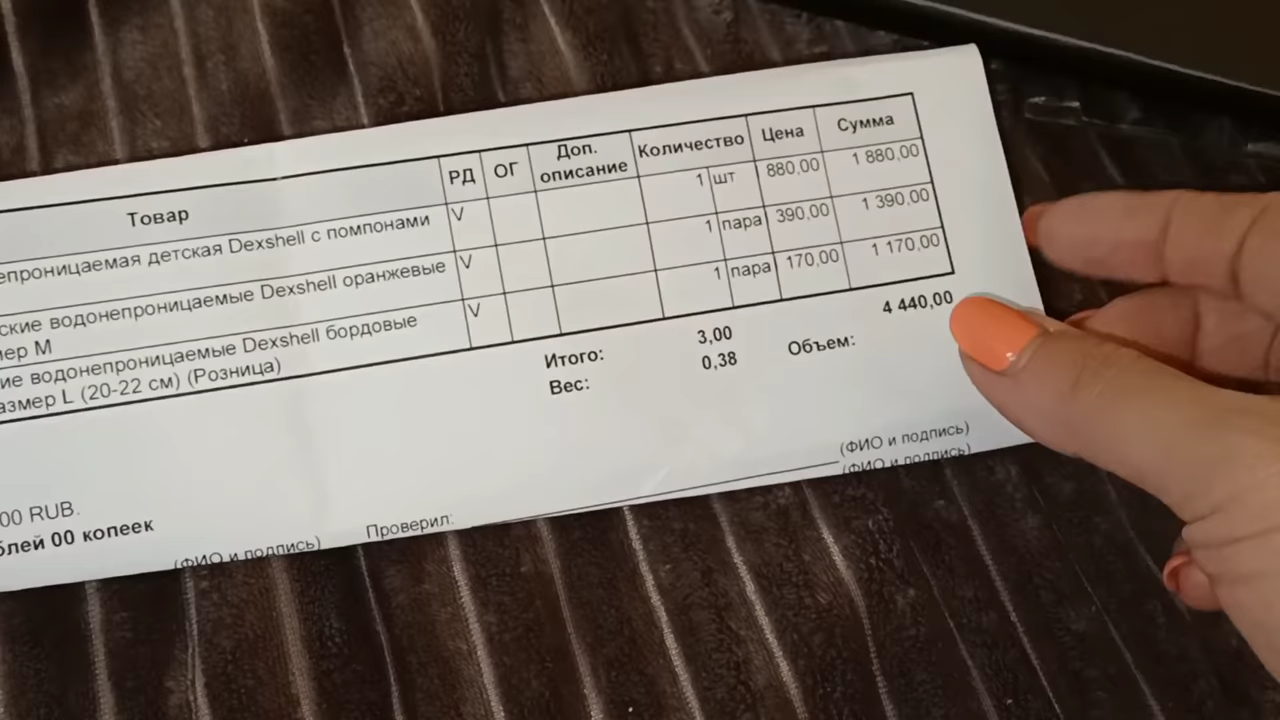 Товар РД ОГ Доп. описание Количество Цена Сумма
епроницаемая детская Dexshell с помпонами V 1 шт 880,00 1 880,00
ские водонепроницаемые Dexshell оранжевые V 1 пара 390,00 1 390,00
мер М
ие водонепроницаемые Dexshell бордовые V 1 пара 170,00 1 170,00
азмер L (20-22 см) (Розница)
Итого: 3,00 4 440,00
Вес: 0,38 Объем:
00 RUB.
блей 00 копеек
(ФИО и подпись)
Проверил: (ФИО и подпись)
(ФИО и подпись)